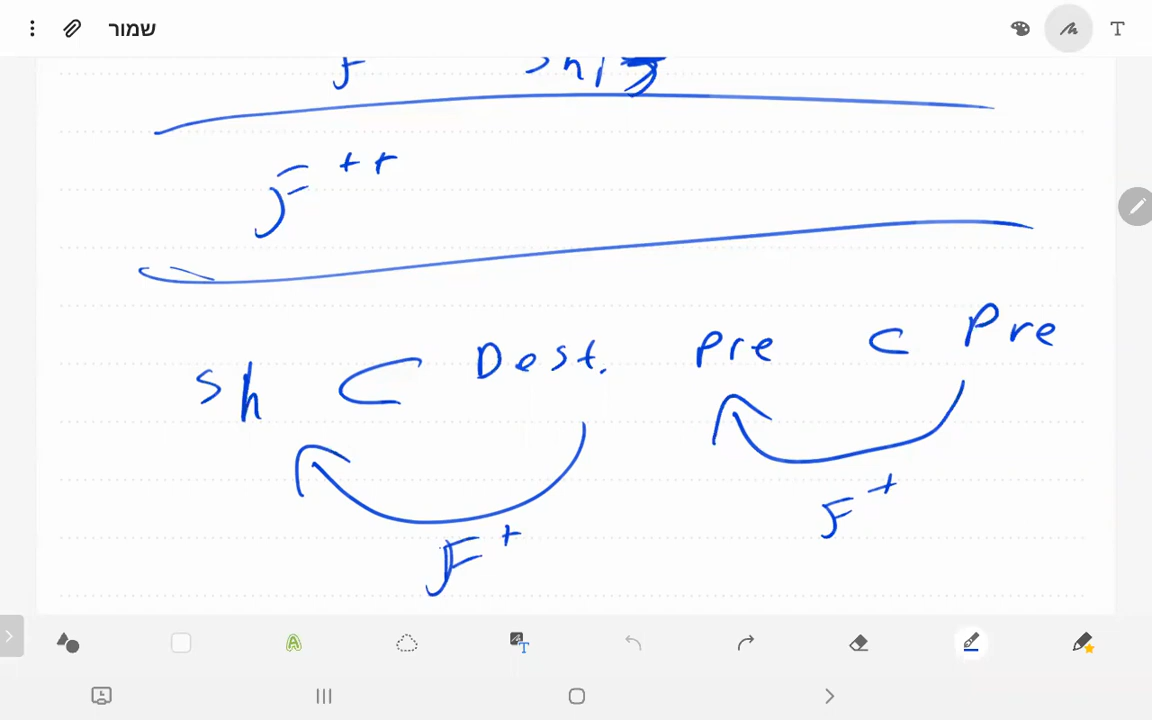 שמור
T
F
F ++
Sh ⊂ Dest. Pre ⊂ Pre
F +
F +